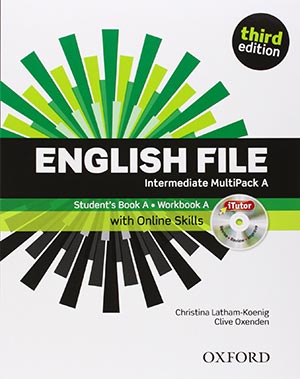 third
edition
ENGLISH FILE
Intermediate MultiPack A
Student's Book A • Workbook A
with Online Skills
iTutor
Christina Latham-Koenig
Clive Oxenden
OXFORD